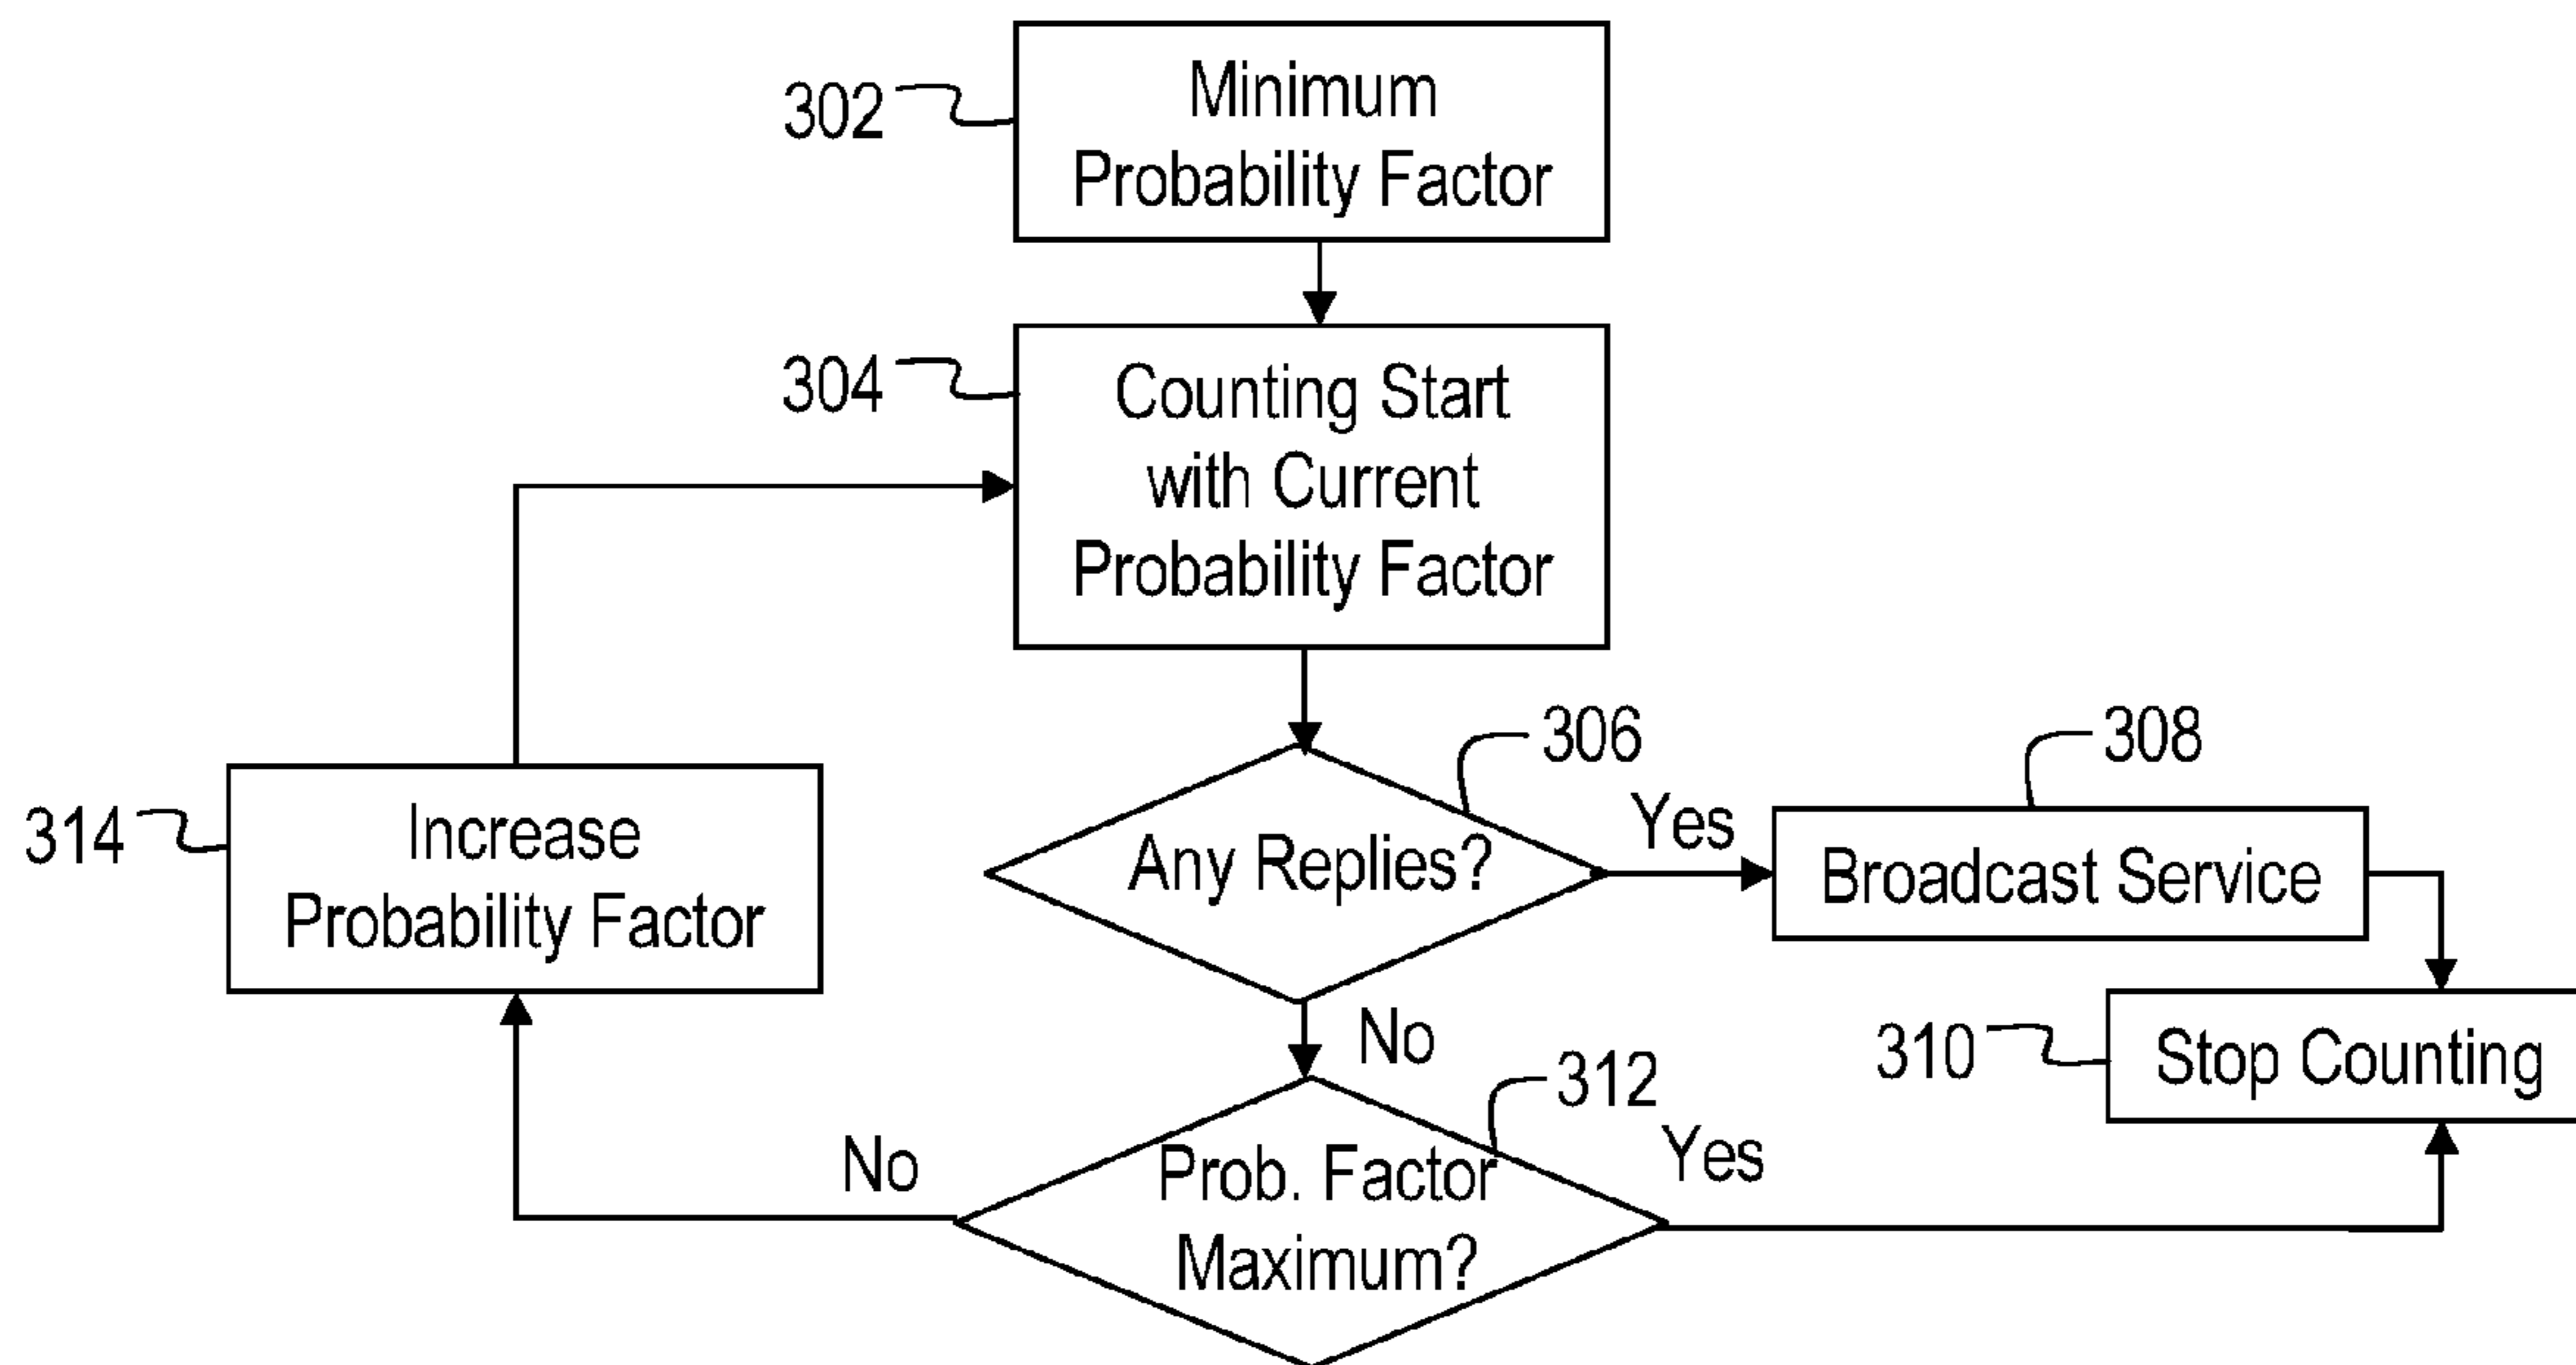 302
Minimum
Probability Factor
304
Counting Start
with Current
Probability Factor
306
Any Replies?
Yes
308
Broadcast Service
314
Increase
Probability Factor
No
310
Stop Counting
312
Prob. Factor
Maximum?
No
Yes